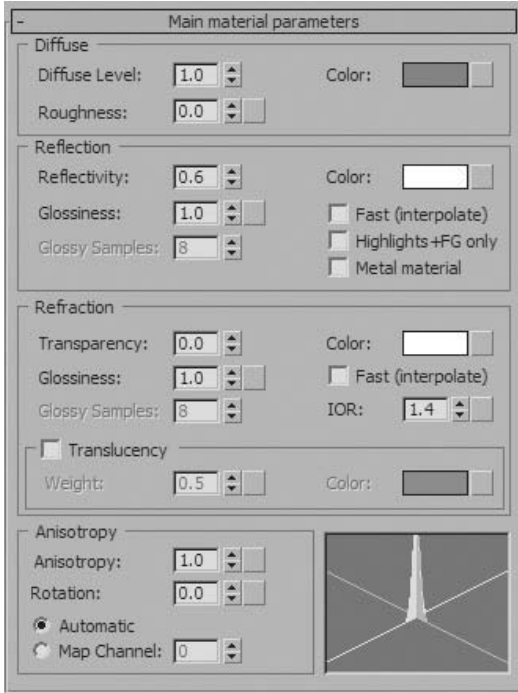 - Main material parameters
Diffuse
Diffuse Level: 1.0 Color:
Roughness: 0.0
Reflection
Reflectivity: 0.6 Color:
Glossiness: 1.0 Fast (interpolate)
Highlights+FG only
Glossy Samples: 8
Metal material
Refraction
Transparency: 0.0 Color:
Glossiness: 1.0 Fast (interpolate)
Glossy Samples: 8 IOR: 1.4
Translucency
Weight: 0.5 Color:
Anisotropy
Anisotropy: 1.0
Rotation: 0.0
Automatic
Map Channel: 0